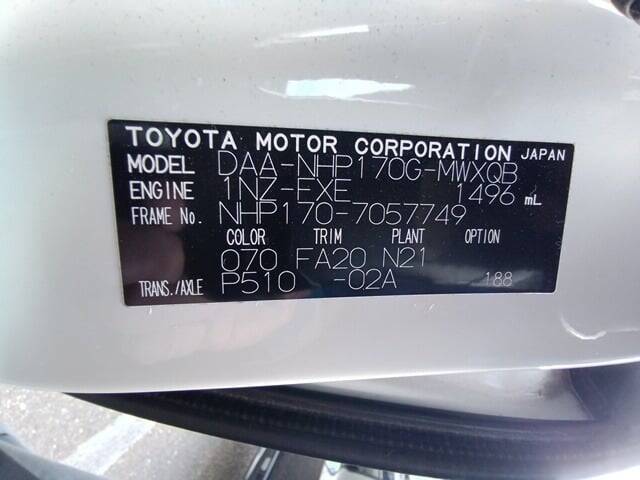 TOYOTA MOTOR CORPORATION JAPAN
MODEL DAA-NHP170G-MWXQB
ENGINE 1NZ-FXE 1496 mL
FRAME No. NHP170-7057749
COLOR TRIM PLANT OPTION
070 FA20 N21
TRANS./AXLE P510 -02A 188